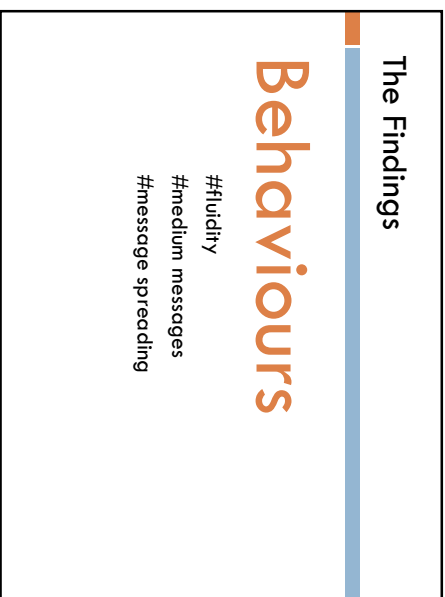 The Findings
Behaviours
#fluidity
#medium messages
#message spreading